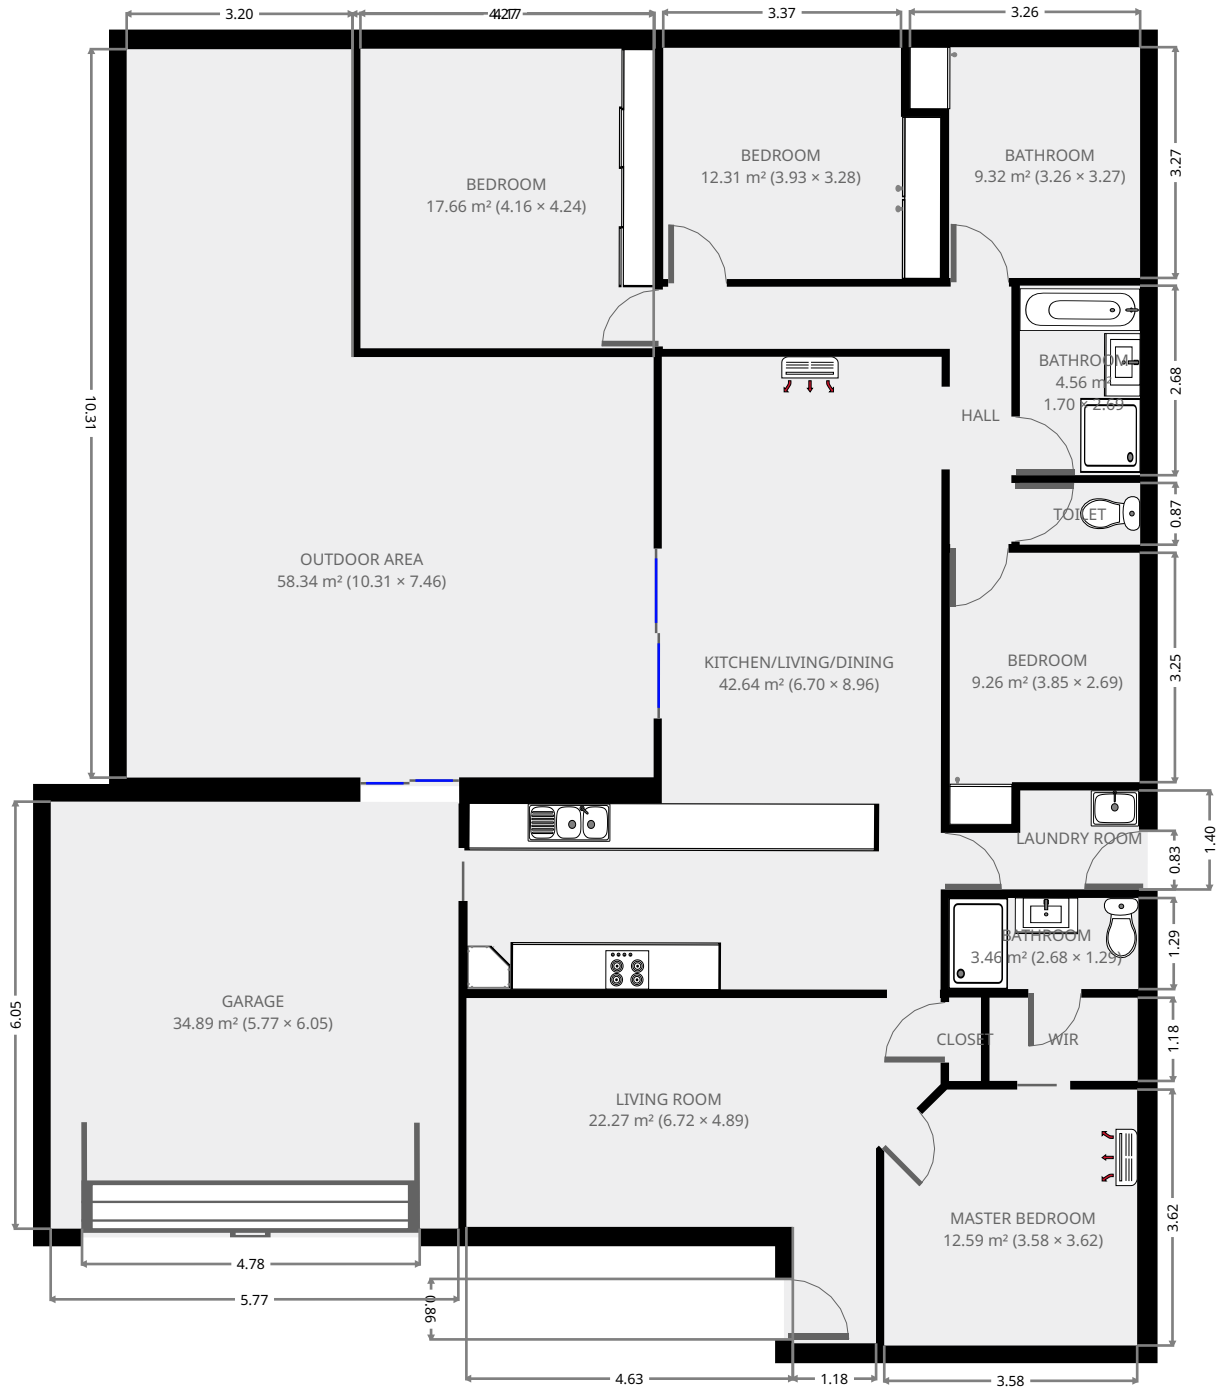 3.20
4.17
3.37
3.26
BEDROOM
17.66 m² (4.16 × 4.24)
BEDROOM
12.31 m² (3.93 × 3.28)
BATHROOM
9.32 m² (3.26 × 3.27)
3.27
BATHROOM
4.56 m²
1.70 × 2.69
2.68
10.31
HALL
TOILET
0.87
OUTDOOR AREA
58.34 m² (10.31 × 7.46)
KITCHEN/LIVING/DINING
42.64 m² (6.70 × 8.96)
BEDROOM
9.26 m² (3.85 × 2.69)
3.25
LAUNDRY ROOM
0.83
1.40
BATHROOM
3.46 m² (2.68 × 1.29)
1.29
GARAGE
34.89 m² (5.77 × 6.05)
6.05
CLOSET
WIR
1.18
LIVING ROOM
22.27 m² (6.72 × 4.89)
MASTER BEDROOM
12.59 m² (3.58 × 3.62)
3.62
4.78
5.77
0.86
4.63
1.18
3.58